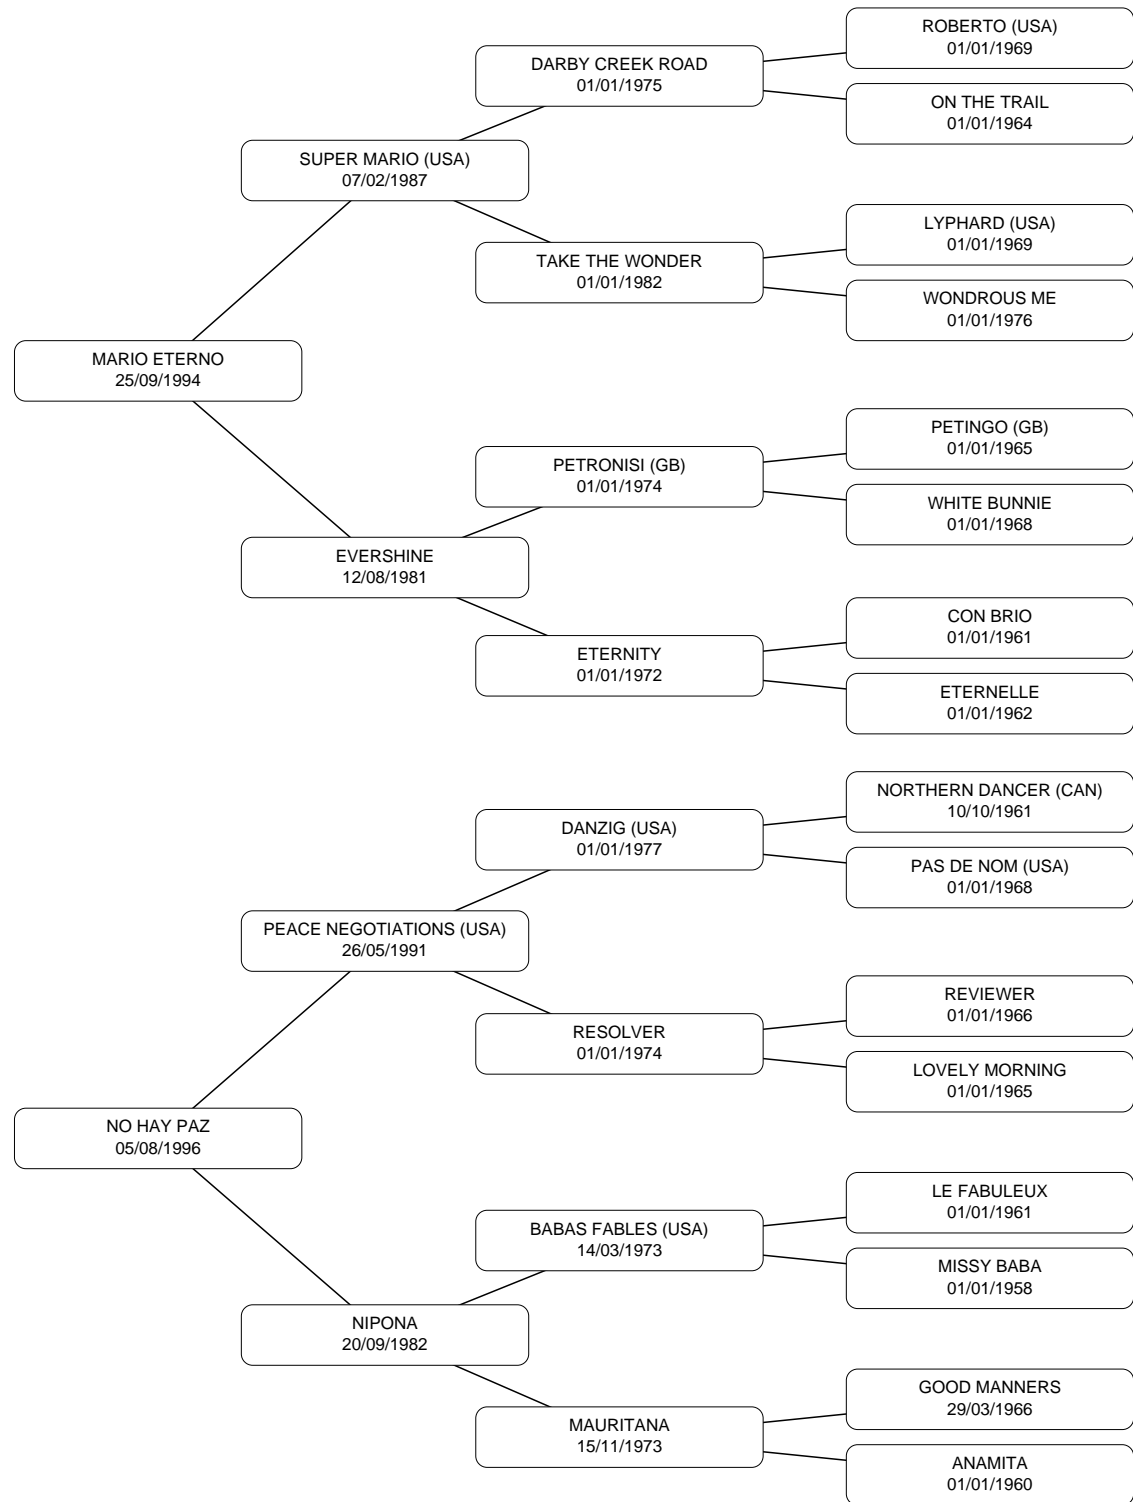 ROBERTO (USA)
01/01/1969
DARBY CREEK ROAD
01/01/1975
ON THE TRAIL
01/01/1964
SUPER MARIO (USA)
07/02/1987
LYPHARD (USA)
01/01/1969
TAKE THE WONDER
01/01/1982
WONDROUS ME
01/01/1976
MARIO ETERNO
25/09/1994
PETINGO (GB)
01/01/1965
PETRONISI (GB)
01/01/1974
WHITE BUNNIE
01/01/1968
EVERSHINE
12/08/1981
CON BRIO
01/01/1961
ETERNITY
01/01/1972
ETERNELLE
01/01/1962
NORTHERN DANCER (CAN)
10/10/1961
DANZIG (USA)
01/01/1977
PAS DE NOM (USA)
01/01/1968
PEACE NEGOTIATIONS (USA)
26/05/1991
REVIEWER
01/01/1966
RESOLVER
01/01/1974
LOVELY MORNING
01/01/1965
NO HAY PAZ
05/08/1996
LE FABULEUX
01/01/1961
BABAS FABLES (USA)
14/03/1973
MISSY BABA
01/01/1958
NIPONA
20/09/1982
GOOD MANNERS
29/03/1966
MAURITANA
15/11/1973
ANAMITA
01/01/1960